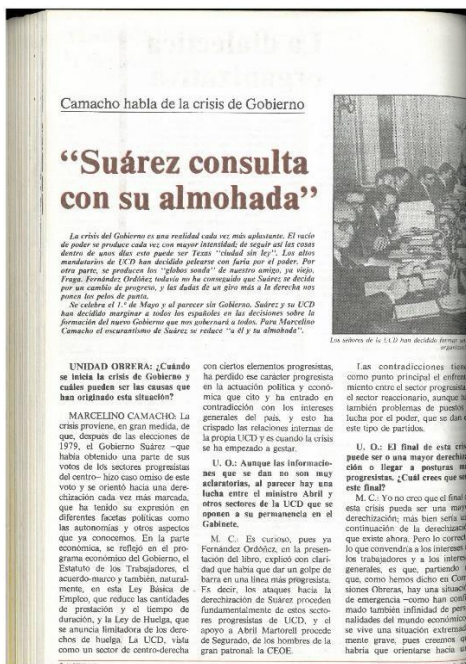 Camacho habla de la crisis de Gobierno
“Suárez consulta
con su almohada”
La crisis del Gobierno es una realidad cada vez más aplastante. El vacío
de poder se produce cada vez con mayor intensidad; de seguir así las cosas
dentro de unos días esto puede ser Texas “ciudad sin ley”. Los altos
mandatarios de UCD han decidido pelearse con furia por el poder. Por
otra parte, se producen los “globos sonda” de nuestro amigo, ya viejo,
Fraga. Fernández Ordóñez todavía no ha conseguido que Suárez se decida
por un cambio de progreso, y las dudas de un giro más a la derecha nos
ponen los pelos de punta.
Se celebra el 1.º de Mayo y al parecer sin Gobierno. Suárez y su UCD
han decidido marginar a todos los españoles en las decisiones sobre la
formación del nuevo Gobierno que nos gobernará a todos. Para Marcelino
Camacho el oscurantismo de Suárez se reduce “a él y su almohada”.
Los señores de la UCD han decidido formar un
organiza
UNIDAD OBRERA: ¿Cuándo
se inicia la crisis de Gobierno y
cuáles pueden ser las causas que
han originado esta situación?
MARCELINO CAMACHO: La
crisis proviene, en gran medida, de
que, después de las elecciones de
1979, el Gobierno Suárez —que
había obtenido una parte de sus
votos de los sectores progresistas
del centro— hizo caso omiso de este
voto y se orientó hacia una dere-
chización cada vez más marcada,
que ha tenido su expresión en
diferentes facetas políticas como
las autonomías y otros aspectos
que ya conocemos. En la parte
económica, se reflejó en el pro-
grama económico del Gobierno, el
Estatuto de los Trabajadores, el
acuerdo-marco y también, natural-
mente, en esta Ley Básica de
Empleo, que reduce las cantidades
de prestación y el tiempo de
duración, y la Ley de Huelga, que
se anuncia limitadora de los dere-
chos de huelga. La UCD, vista
como un sector de centro-derecha
con ciertos elementos progresistas,
ha perdido ese carácter progresista
en la actuación política y econó-
mica que cito y ha entrado en
contradicción con los intereses
generales del país, y esto ha
crispado las relaciones internas de
la propia UCD y es cuando la crisis
se ha empezado a gestar.
U. O.: Aunque las informacio-
nes que se dan no son muy
aclaratorias, al parecer hay una
lucha entre el ministro Abril y
otros sectores de la UCD que se
oponen a su permanencia en el
Gabinete.
M. C.: Es curioso, pues ya
Fernández Ordóñez, en la presen-
tación del libro, explicó con clari-
dad que había que dar un golpe de
barra en una línea más progresista.
Es decir, los ataques hacia la
derechización de Suárez proceden
fundamentalmente de estos secto-
res progresistas de UCD, y el
apoyo a Abril Martorell procede
de Segurado, de los hombres de la
gran patronal: la CEOE.
Las contradicciones tiene
como punto principal el enfren
miento entre el sector progresista
el sector reaccionario, aunque ha
también problemas de puestos
lucha por el poder, que se dan e
este tipo de partidos.
U. O.: El final de esta cris
puede ser o una mayor derechiza
ción o llegar a posturas m
progresistas. ¿Cuál crees que se
este final?
M. C.: Yo no creo que el final
esta crisis pueda ser una may
derechización; más bien sería u
continuación de la derechizació
que existe ahora. Pero lo correct
lo que convendría a los intereses
los trabajadores y a los interes
generales, es que, partiendo
que, como hemos dicho en Com
siones Obreras, hay una situaci
de emergencia —como han confi
mado también infinidad de pers
nalidades del mundo económico
se vive una situación extremad
mente grave, pues creemos q
habría que orientarse hacia u